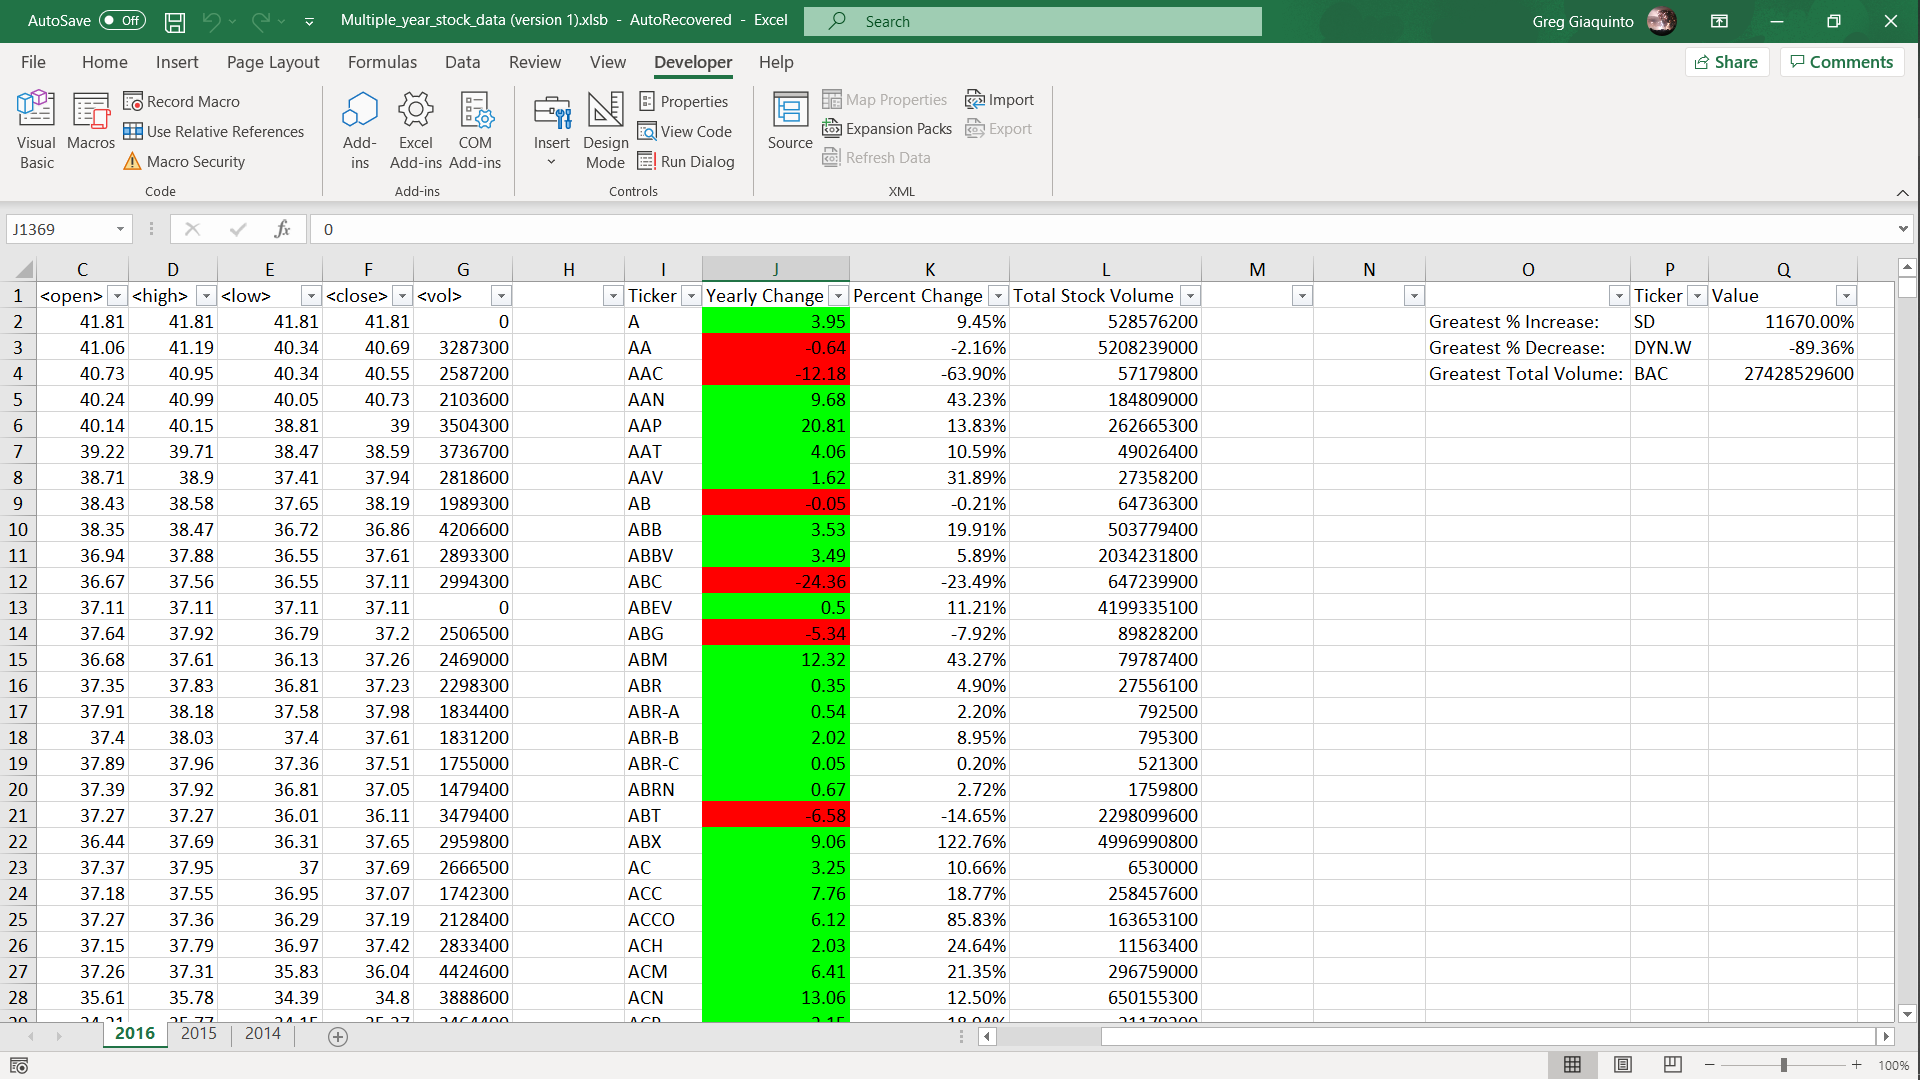 AutoSave Off Multiple_year_stock_data (version 1).xlsb - AutoRecovered - Excel Search Greg Giaquinto
File Home Insert Page Layout Formulas Data Review View Developer Help Share Comments
Visual Basic
Macros
Record Macro
Use Relative References
Macro Security
Code
Add-ins
Excel Add-ins
COM Add-ins
Add-ins
Insert
Design Mode
Properties
View Code
Run Dialog
Controls
Source
Map Properties
Expansion Packs
Refresh Data
Import
Export
XML
J1369 fx 0
C D E F G H I J K L M N O P Q
1 <open> <high> <low> <close> <vol> Ticker Yearly Change Percent Change Total Stock Volume Ticker Value
2 41.81 41.81 41.81 41.81 0 A 3.95 9.45% 528576200 Greatest % Increase: SD 11670.00%
3 41.06 41.19 40.34 40.69 3287300 AA -0.64 -2.16% 5208239000 Greatest % Decrease: DYN.W -89.36%
4 40.73 40.95 40.34 40.55 2587200 AAC -12.18 -63.90% 57179800 Greatest Total Volume: BAC 27428529600
5 40.24 40.99 40.05 40.73 2103600 AAN 9.68 43.23% 184809000
6 40.14 40.15 38.81 39 3504300 AAP 20.81 13.83% 262665300
7 39.22 39.71 38.47 38.59 3736700 AAT 4.06 10.59% 49026400
8 38.71 38.9 37.41 37.94 2818600 AAV 1.62 31.89% 27358200
9 38.43 38.58 37.65 38.19 1989300 AB -0.05 -0.21% 64736300
10 38.35 38.47 36.72 36.86 4206600 ABB 3.53 19.91% 503779400
11 36.94 37.88 36.55 37.61 2893300 ABBV 3.49 5.89% 2034231800
12 36.67 37.56 36.55 37.11 2994300 ABC -24.36 -23.49% 647239900
13 37.11 37.11 37.11 37.11 0 ABEV 0.5 11.21% 4199335100
14 37.64 37.92 36.79 37.2 2506500 ABG -5.34 -7.92% 89828200
15 36.68 37.61 36.13 37.26 2469000 ABM 12.32 43.27% 79787400
16 37.35 37.83 36.81 37.23 2298300 ABR 0.35 4.90% 27556100
17 37.91 38.18 37.58 37.98 1834400 ABR-A 0.54 2.20% 792500
18 37.4 38.03 37.4 37.61 1831200 ABR-B 2.02 8.95% 795300
19 37.89 37.96 37.36 37.51 1755000 ABR-C 0.05 0.20% 521300
20 37.39 37.92 36.81 37.05 1479400 ABRN 0.67 2.72% 1759800
21 37.27 37.27 36.01 36.11 3479400 ABT -6.58 -14.65% 2298099600
22 36.44 37.69 36.31 37.65 2959800 ABX 9.06 122.76% 4996990800
23 37.37 37.95 37 37.69 2666500 AC 3.25 10.66% 6530000
24 37.18 37.55 36.95 37.07 1742300 ACC 7.76 18.77% 258457600
25 37.27 37.36 36.29 37.19 2128400 ACCO 6.12 85.83% 163653100
26 37.15 37.79 36.97 37.42 2833400 ACH 2.03 24.64% 11563400
27 37.26 37.31 35.83 36.04 4424600 ACM 6.41 21.35% 296759000
28 35.61 35.78 34.39 34.8 3888600 ACN 13.06 12.50% 650155300
2016 2015 2014
100%